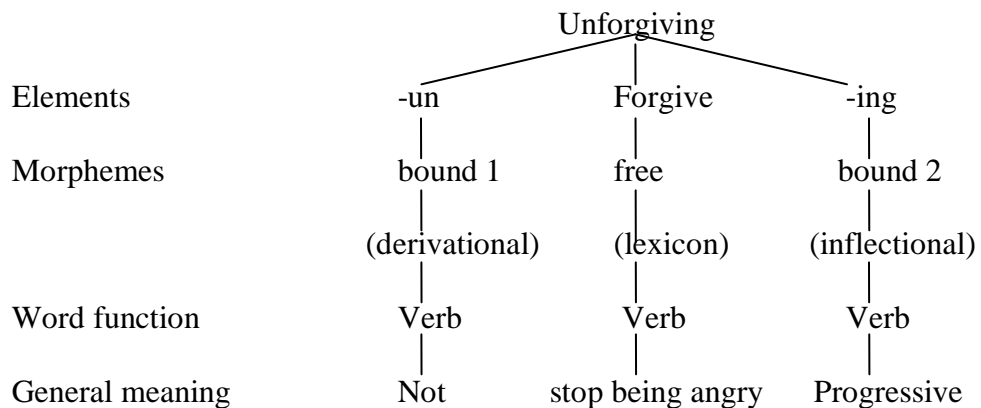 Unforgiving
Elements -un Forgive -ing
Morphemes bound 1 free bound 2
(derivational) (lexicon) (inflectional)
Word function Verb Verb Verb
General meaning Not stop being angry Progressive